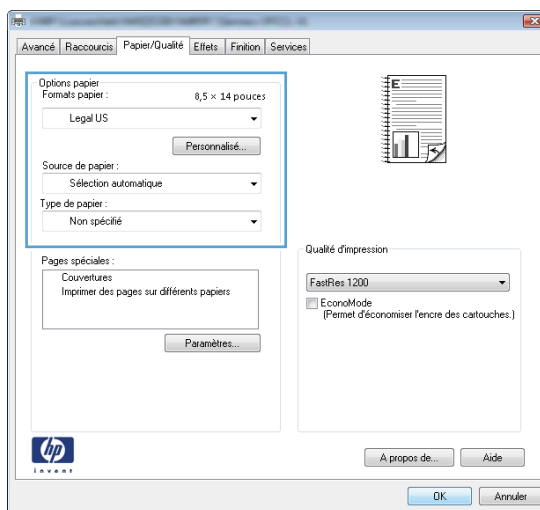 Avancé Raccourcis Papier/Qualité Effets Finition Services
Options papier
Formats papier :
8,5 × 14 pouces
Legal US
Personnalisé...
Source de papier :
Sélection automatique
Type de papier :
Non spécifié
Pages spéciales :
Couvertures
Imprimer des pages sur différents papiers
Paramètres...
E
Qualité d'impression
FastRes 1200
EconoMode
(Permet d'économiser l'encre des cartouches.)
hp
invent
A propos de... Aide
OK Annuler